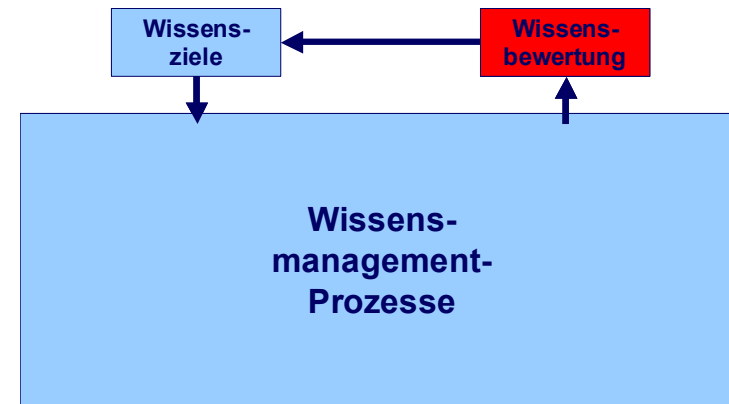 Wissens-
ziele
Wissens-
bewertung
Wissens-
management-
Prozesse